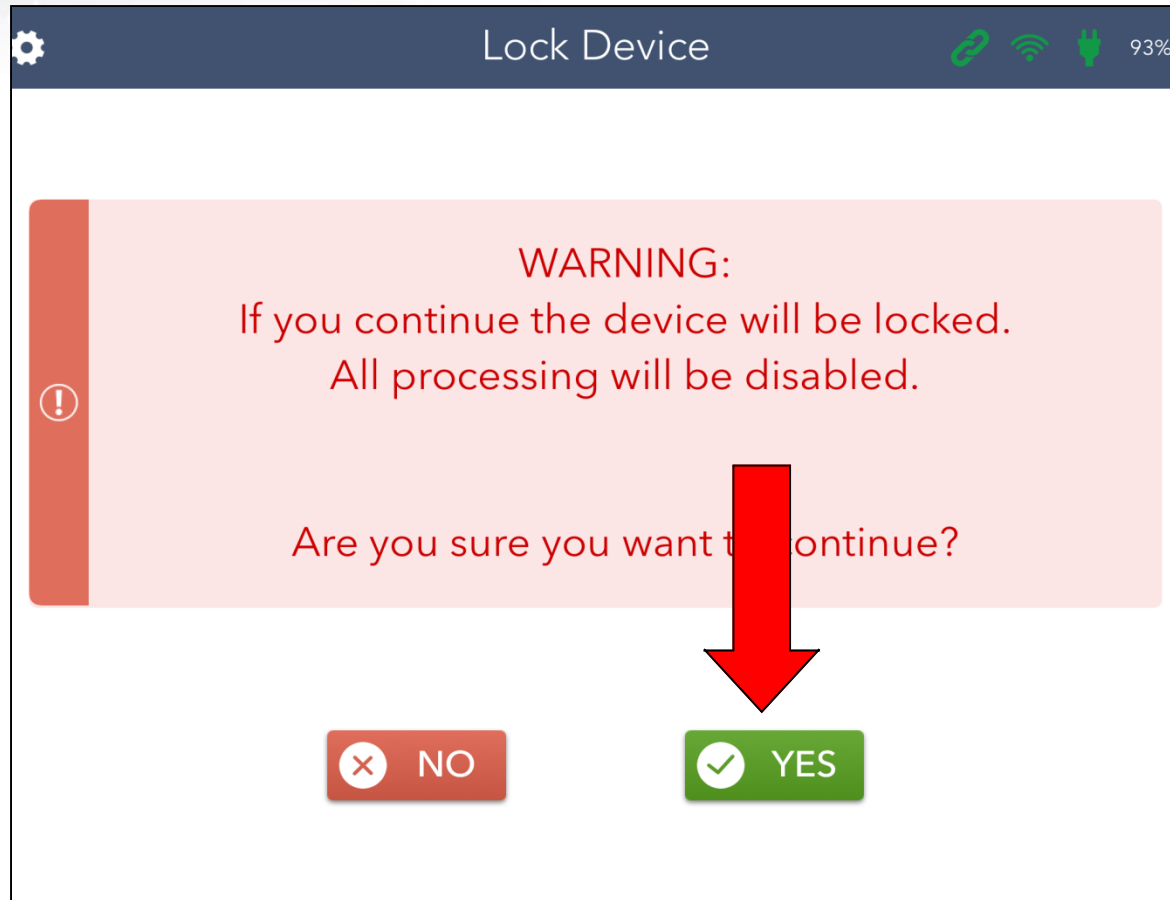 Lock Device
93%
WARNING:
If you continue the device will be locked.
All processing will be disabled.
Are you sure you want t ontinue?
NO
YES